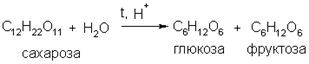 t, H⁺
C₁₂H₂₂O₁₁ + H₂O → C₆H₁₂O₆ + C₆H₁₂O₆
сахароза глюкоза фруктоза